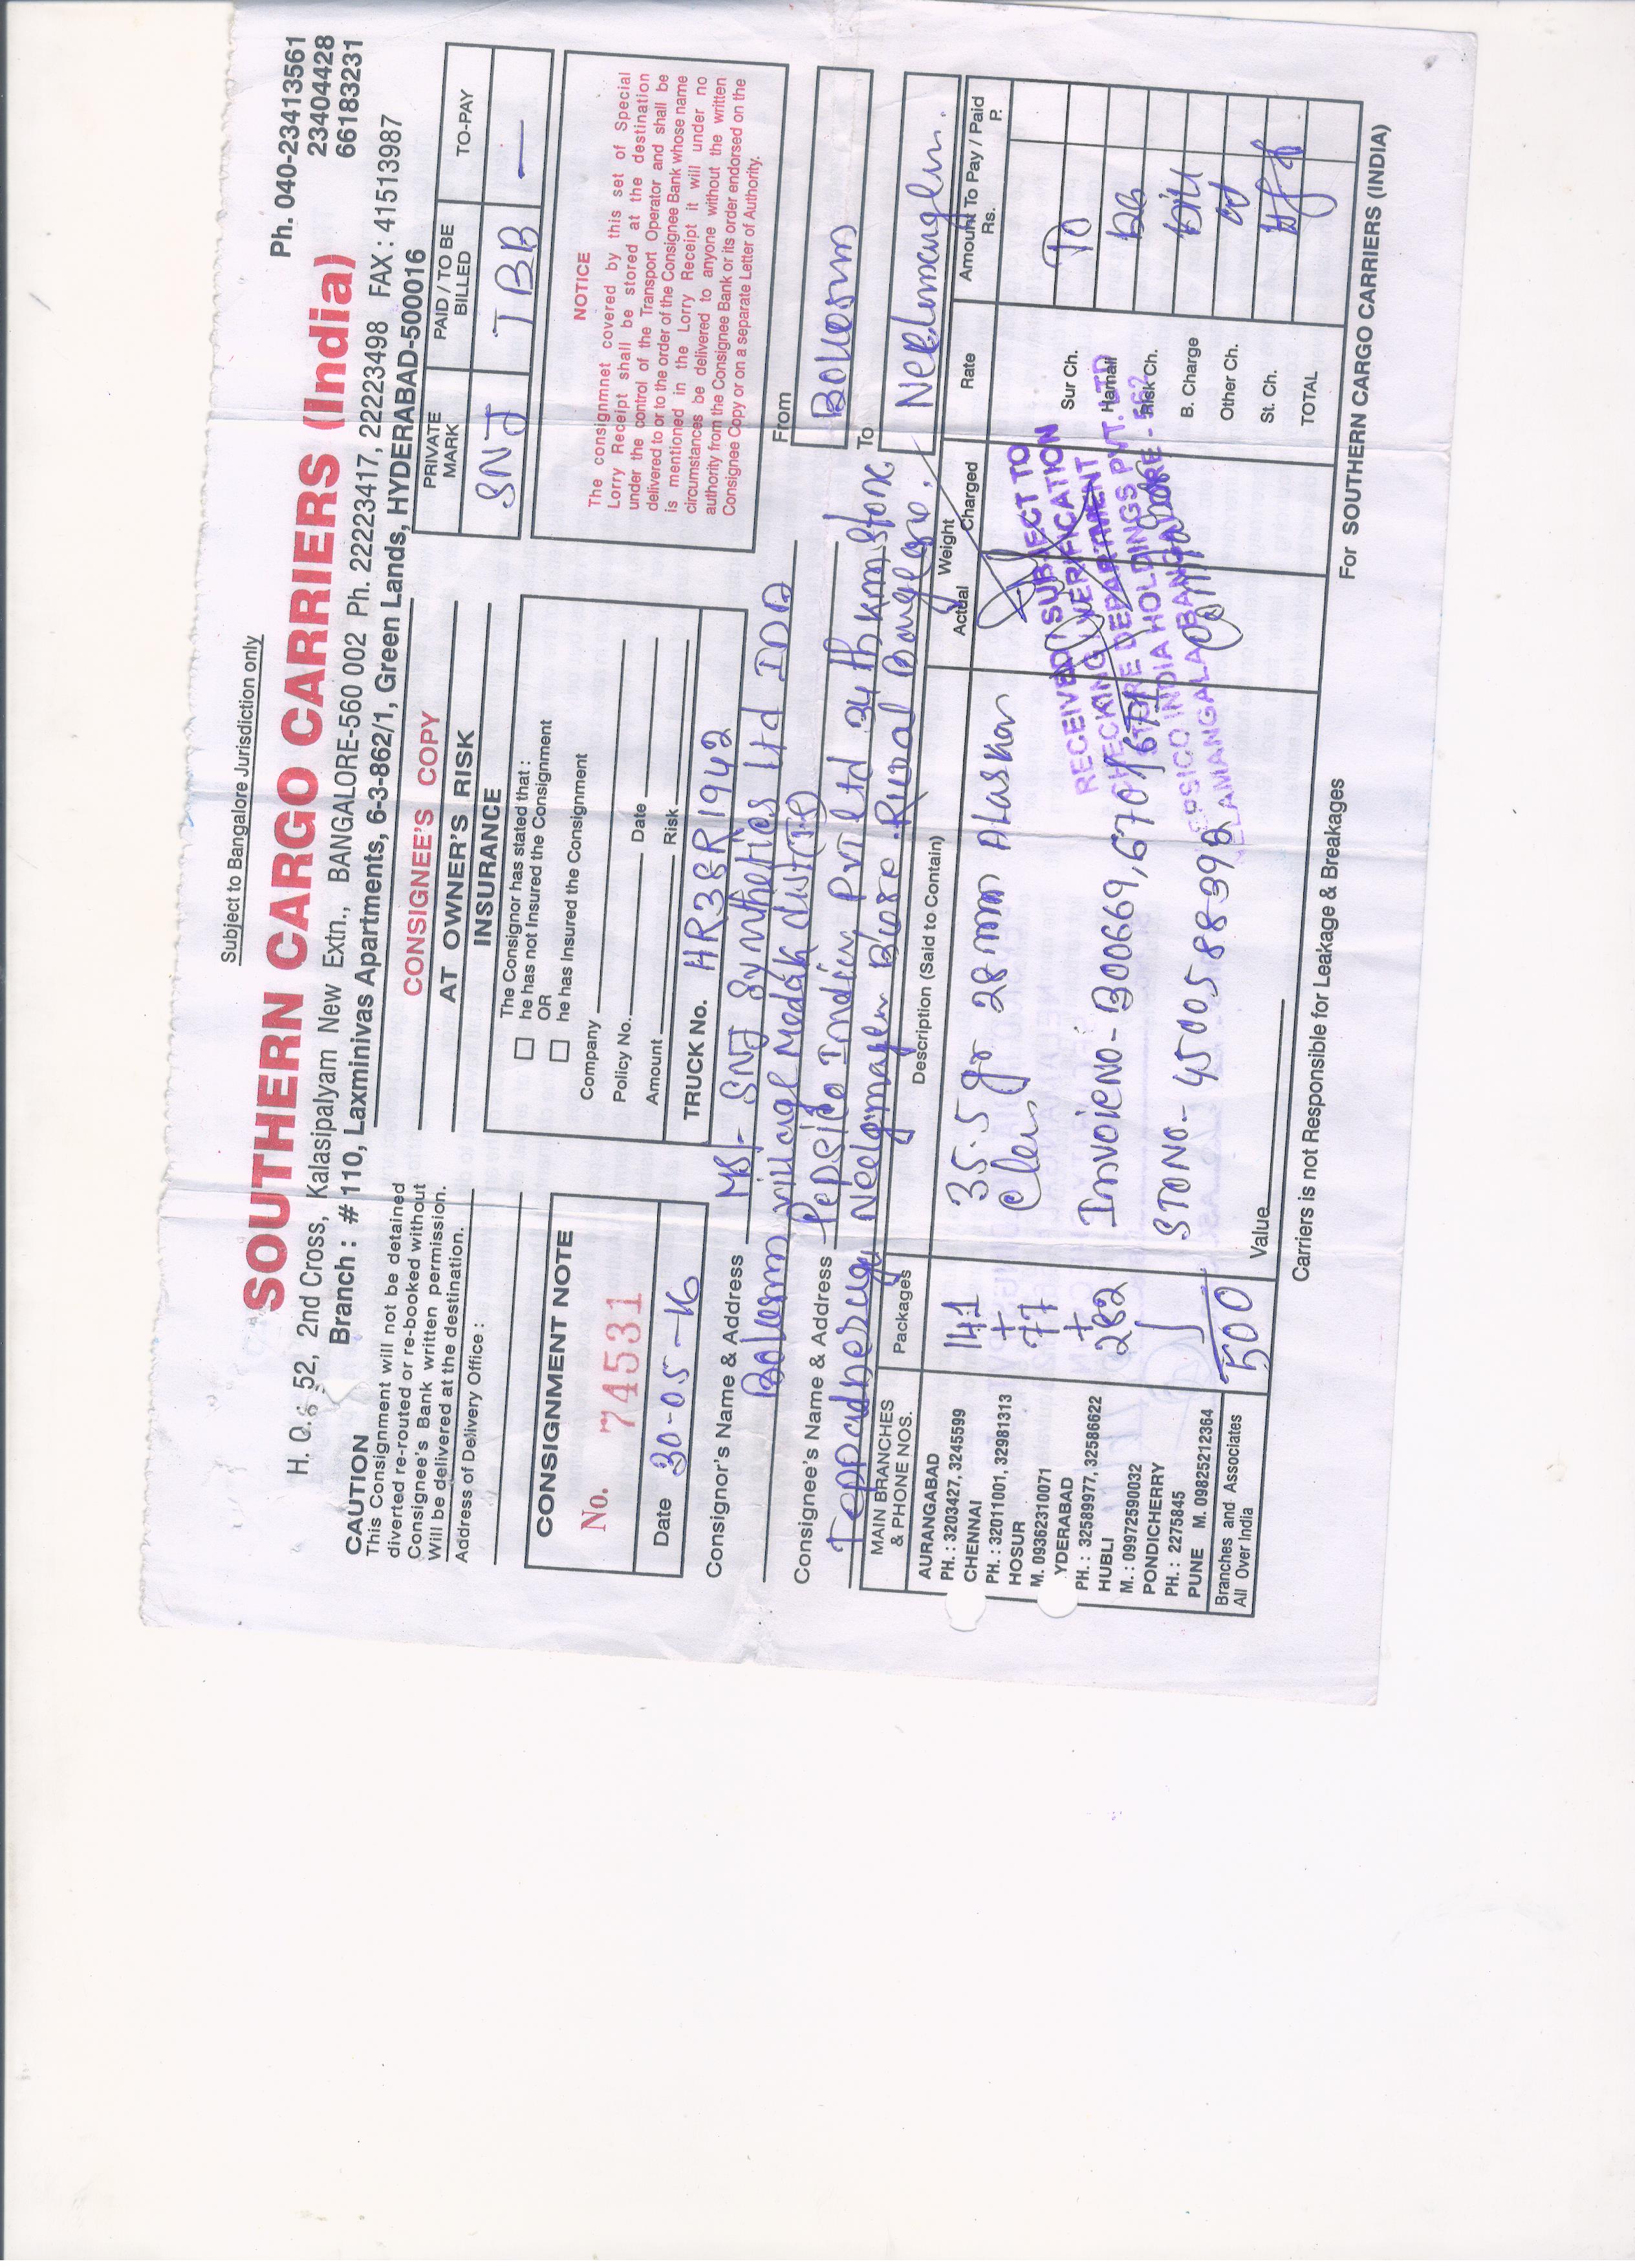 Subject to Bangalore Jurisdiction only
SOUTHERN CARGO CARRIERS (India)
Ph. 040-23413561
23404428
66183231
H. O.: 52, 2nd Cross, Kalasipalyam New Extn., BANGALORE-560 002 Ph. 22223417, 22223498 FAX : 41513987
Branch : # 110, Laxminivas Apartments, 6-3-862/1, Green Lands, HYDERABAD-500016
CAUTION
This Consignment will not be detained
diverted re-routed or re-booked without
Consignee's Bank written permission.
Will be delivered at the destination.
Address of Delivery Office :
CONSIGNEE'S COPY
AT OWNER'S RISK
INSURANCE
The Consignor has stated that :
he has not Insured the Consignment
OR
he has Insured the Consignment
Company
Policy No. Date
Amount Risk
TRUCK No. HR38R1942
PRIVATE MARK PAID / TO BE BILLED TO-PAY
SNJ TBB —
CONSIGNMENT NOTE
No. 74531
Date 30-05-16
NOTICE
The consignmnet covered by this set of Special
Lorry Receipt shall be stored at the destination
under the control of the Transport Operator and shall be
delivered to or to the order of the Consignee Bank whose name
is mentioned in the Lorry Receipt it will under no
circumstances be delivered to anyone without the written
authority from the Consignee Bank or its order endorsed on the
Consignee Copy or on a separate Letter of Authority.
Consignor's Name & Address MS/- SNJ Synthetics Ltd IDA
village Medak dist
Consignee's Name & Address Pepsico India Pvt Ltd 34th km stone
Rural
From
To
MAIN BRANCHES
& PHONE NOS.
Packages
Description (Said to Contain)
Weight
Actual Charged
Rate
Amount To Pay / Paid
Rs. P.
AURANGABAD
PH. : 3203427, 3245599
CHENNAI
PH. : 32011001, 32981313
HOSUR
M. 09362310071
YDERABAD
PH. : 32589977, 32586622
HUBLI
M. : 09972590032
PONDICHERRY
PH. : 2275845
PUNE M. 09825212364
Branches and Associates
All Over India
141
+
77
+
282
500
35.5 gr 28mm Alaskan
Invoice NO - 300669, 670, 671
STO NO.- 4500588392
Value
RECEIVED / SUBJECT TO
CHECKING / VERIFICATION
STORE DEPARTMENT
PEPSICO INDIA HOLDINGS PVT. LTD
NELAMANGALA, BANGALORE - 562
Sur Ch.
Hamali
Risk Ch.
B. Charge
Other Ch.
St. Ch.
TOTAL
To
be
bill
at
Carriers is not Responsible for Leakage & Breakages
For SOUTHERN CARGO CARRIERS (INDIA)